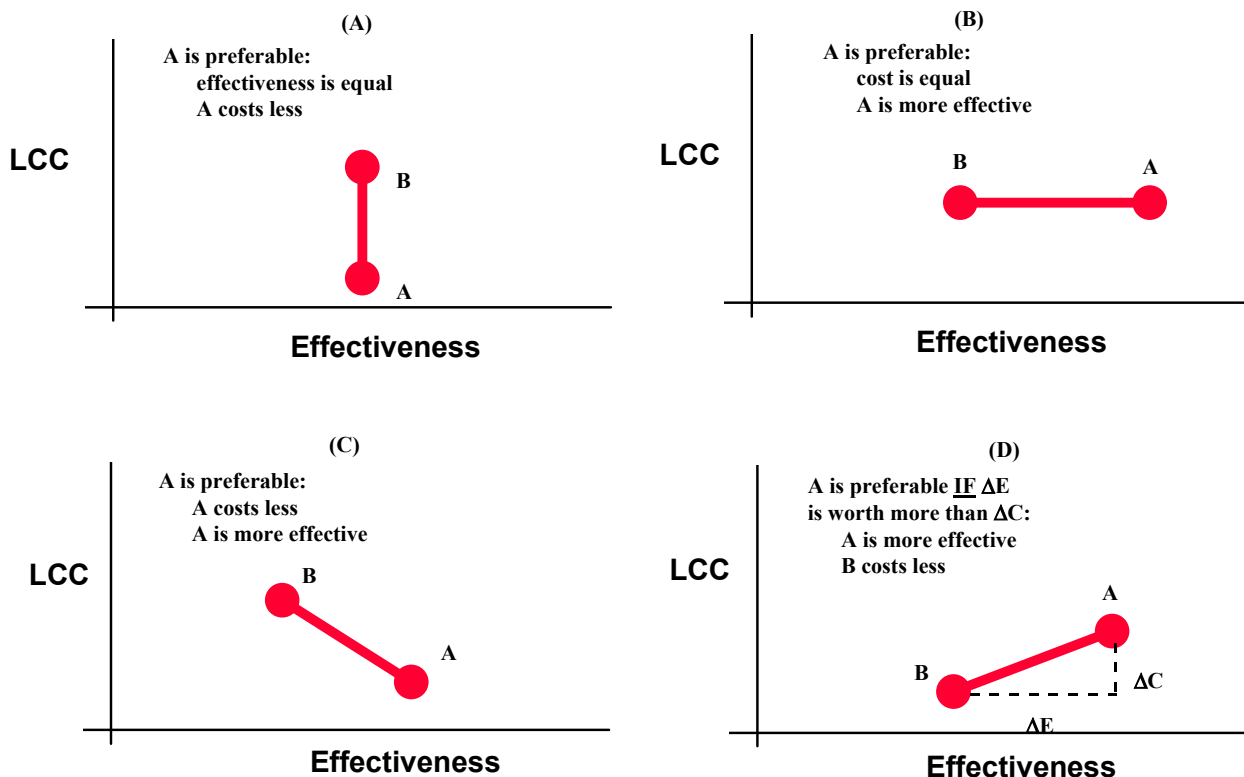 (A)
A is preferable:
effectiveness is equal
A costs less
LCC
B
A
Effectiveness
(B)
A is preferable:
cost is equal
A is more effective
LCC
B
A
Effectiveness
(C)
A is preferable:
A costs less
A is more effective
LCC
B
A
Effectiveness
(D)
A is preferable IF ΔE
is worth more than ΔC:
A is more effective
B costs less
LCC
A
B
ΔC
ΔE
Effectiveness